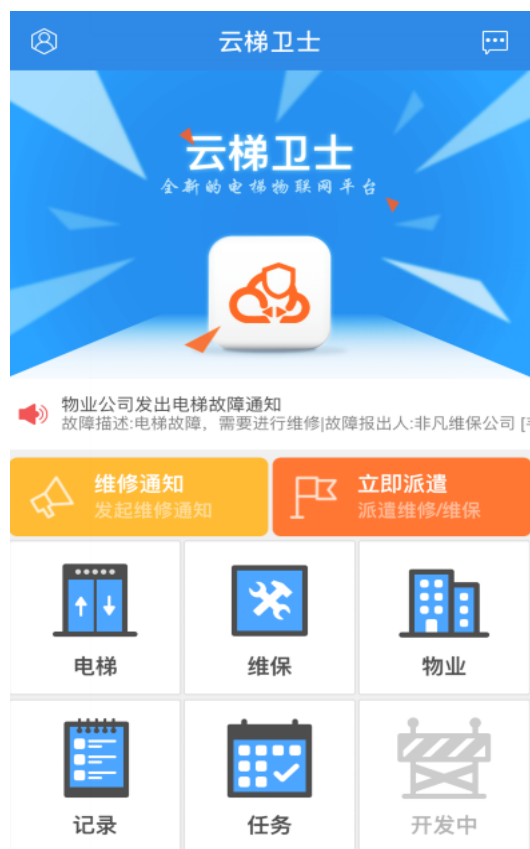 云梯卫士
云梯卫士
全新的电梯物联网平台
物业公司发出电梯故障通知
故障描述:电梯故障，需要进行维修|故障报出人:非凡维保公司 [
维修通知
发起维修通知
立即派遣
派遣维修/维保
电梯
维保
物业
记录
任务
开发中